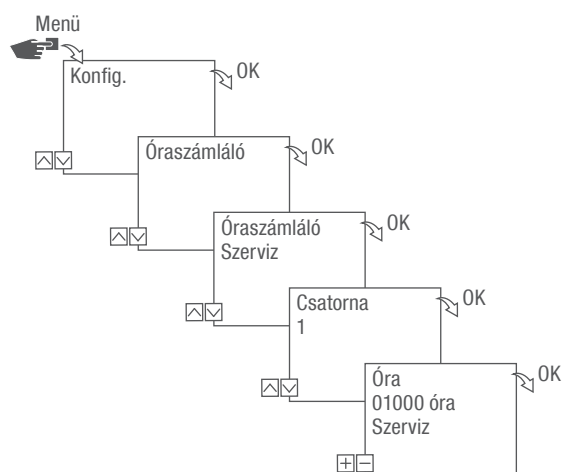 Menü
Konfig.
OK
Óraszámláló
OK
Óraszámláló
Szerviz
OK
Csatorna
1
OK
Óra
01000 óra
Szerviz
OK
+ −